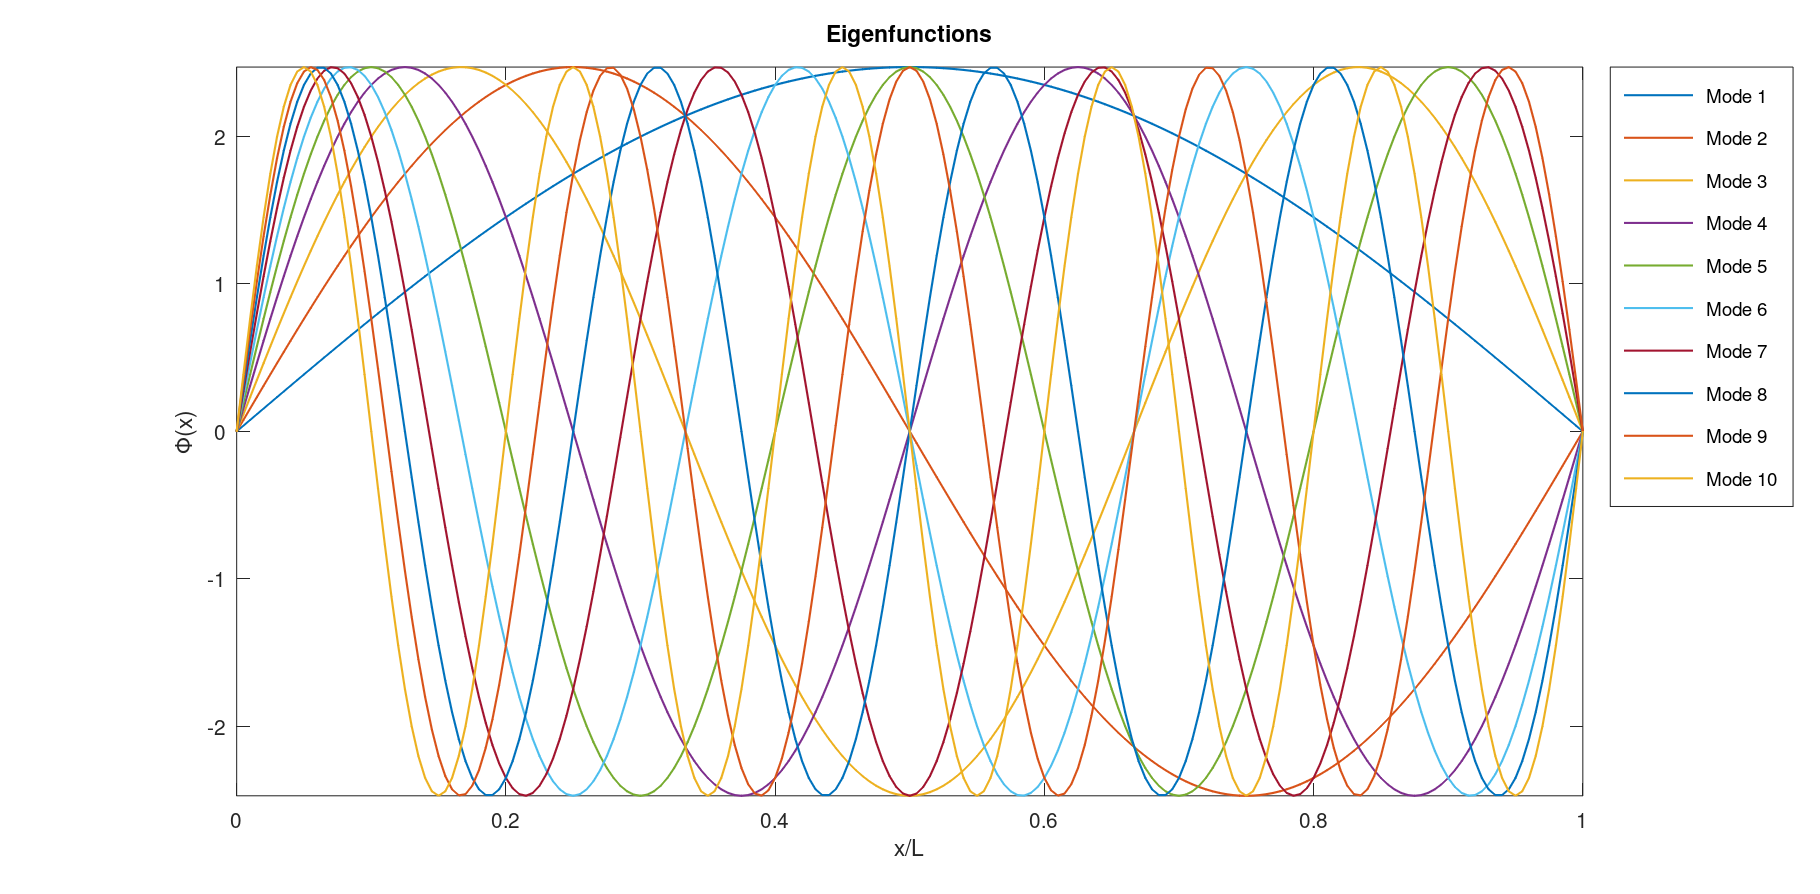 Eigenfunctions
2
1
0
-1
-2
Φ(x)
0 0.2 0.4 0.6 0.8 1
x/L
Mode 1
Mode 2
Mode 3
Mode 4
Mode 5
Mode 6
Mode 7
Mode 8
Mode 9
Mode 10